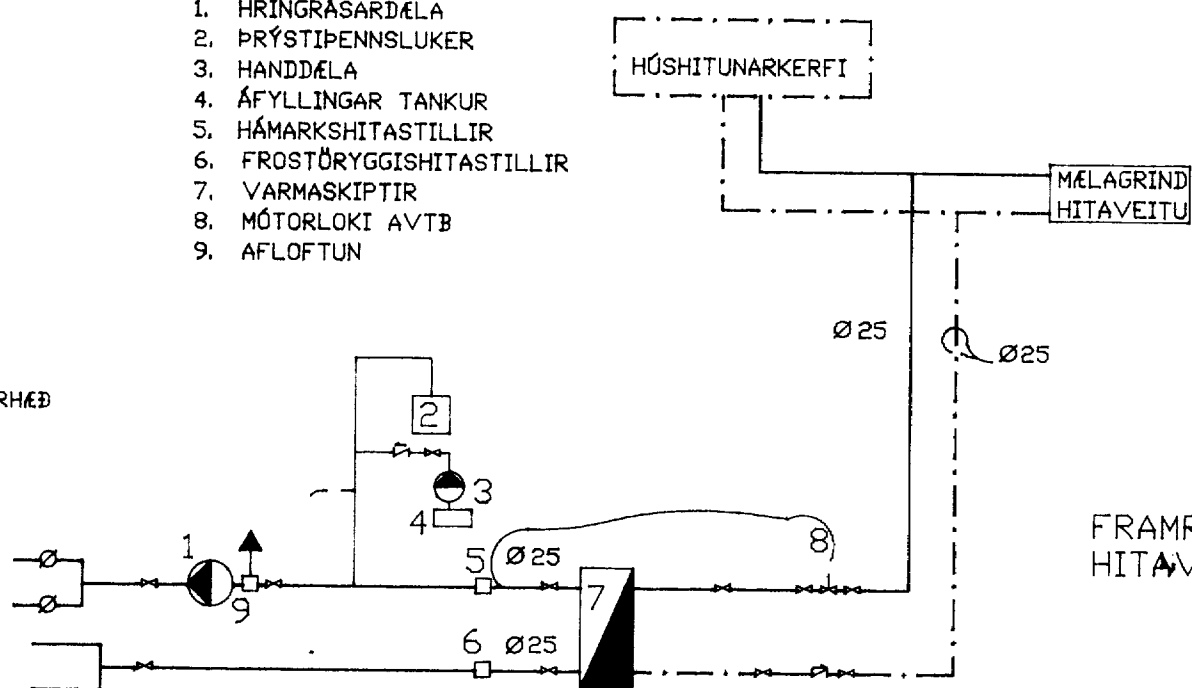 1. HRINGRÁSARDÆLA
2. ÞRÝSTIÞENNSLUKER
3. HANDDÆLA
4. ÁFYLLINGAR TANKUR
5. HÁMARKSHITASTILLIR
6. FROSTÖRYGGISHITASTILLIR
7. VARMASKIPTIR
8. MÓTORLOKI AVTB
9. AFLOFTUN
HÚSHITUNARKERFI
MÆLAGRIND
HITAVEITU
Ø25
Ø25
RHÆÐ
2
3
4
1
9
5
Ø25
8
7
6
Ø25
FRAMR
HITAV